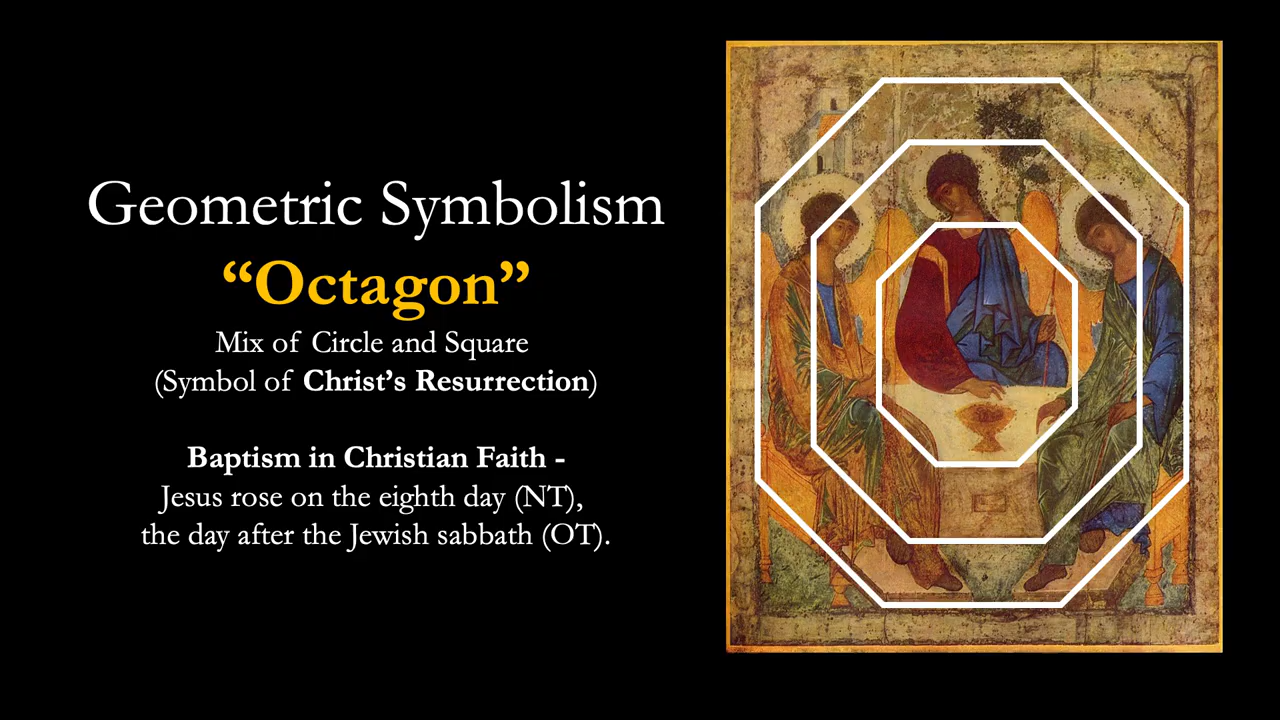 Geometric Symbolism
“Octagon”
Mix of Circle and Square
(Symbol of Christ’s Resurrection)
Baptism in Christian Faith -
Jesus rose on the eighth day (NT),
the day after the Jewish sabbath (OT).